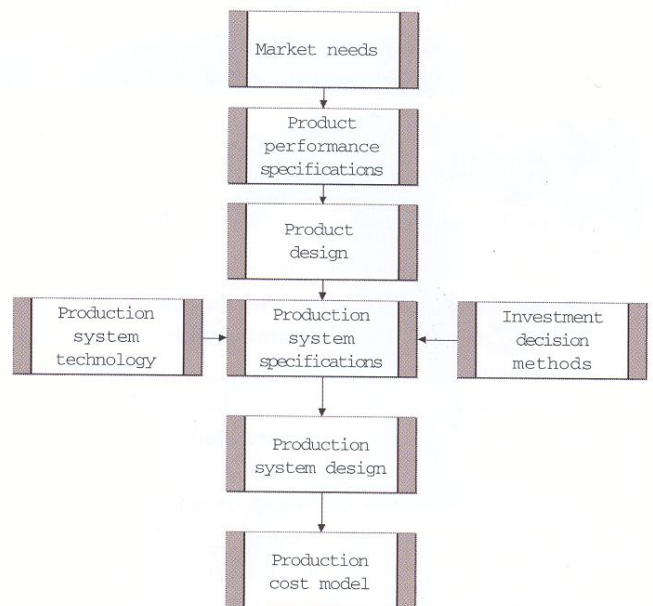 Market needs
Product
performance
specifications
Product
design
Production
system
technology
Production
system
specifications
Investment
decision
methods
Production
system design
Production
cost model